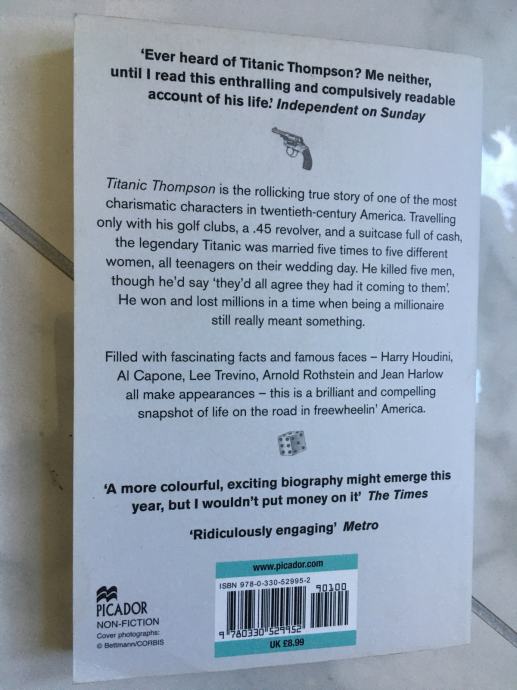 ‘Ever heard of Titanic Thompson? Me neither,
until I read this enthralling and compulsively readable
account of his life.’ Independent on Sunday
Titanic Thompson is the rollicking true story of one of the most
charismatic characters in twentieth-century America. Travelling
only with his golf clubs, a .45 revolver, and a suitcase full of cash,
the legendary Titanic was married five times to five different
women, all teenagers on their wedding day. He killed five men,
though he'd say ‘they'd all agree they had it coming to them’.
He won and lost millions in a time when being a millionaire
still really meant something.
Filled with fascinating facts and famous faces – Harry Houdini,
Al Capone, Lee Trevino, Arnold Rothstein and Jean Harlow
all make appearances – this is a brilliant and compelling
snapshot of life on the road in freewheelin’ America.
‘A more colourful, exciting biography might emerge this
year, but I wouldn't put money on it’ The Times
‘Ridiculously engaging’ Metro
www.picador.com
ISBN 978-0-330-52995-2
90100
9 780330 529952
UK £8.99
PICADOR
NON-FICTION
Cover photographs:
© Bettmann/CORBIS